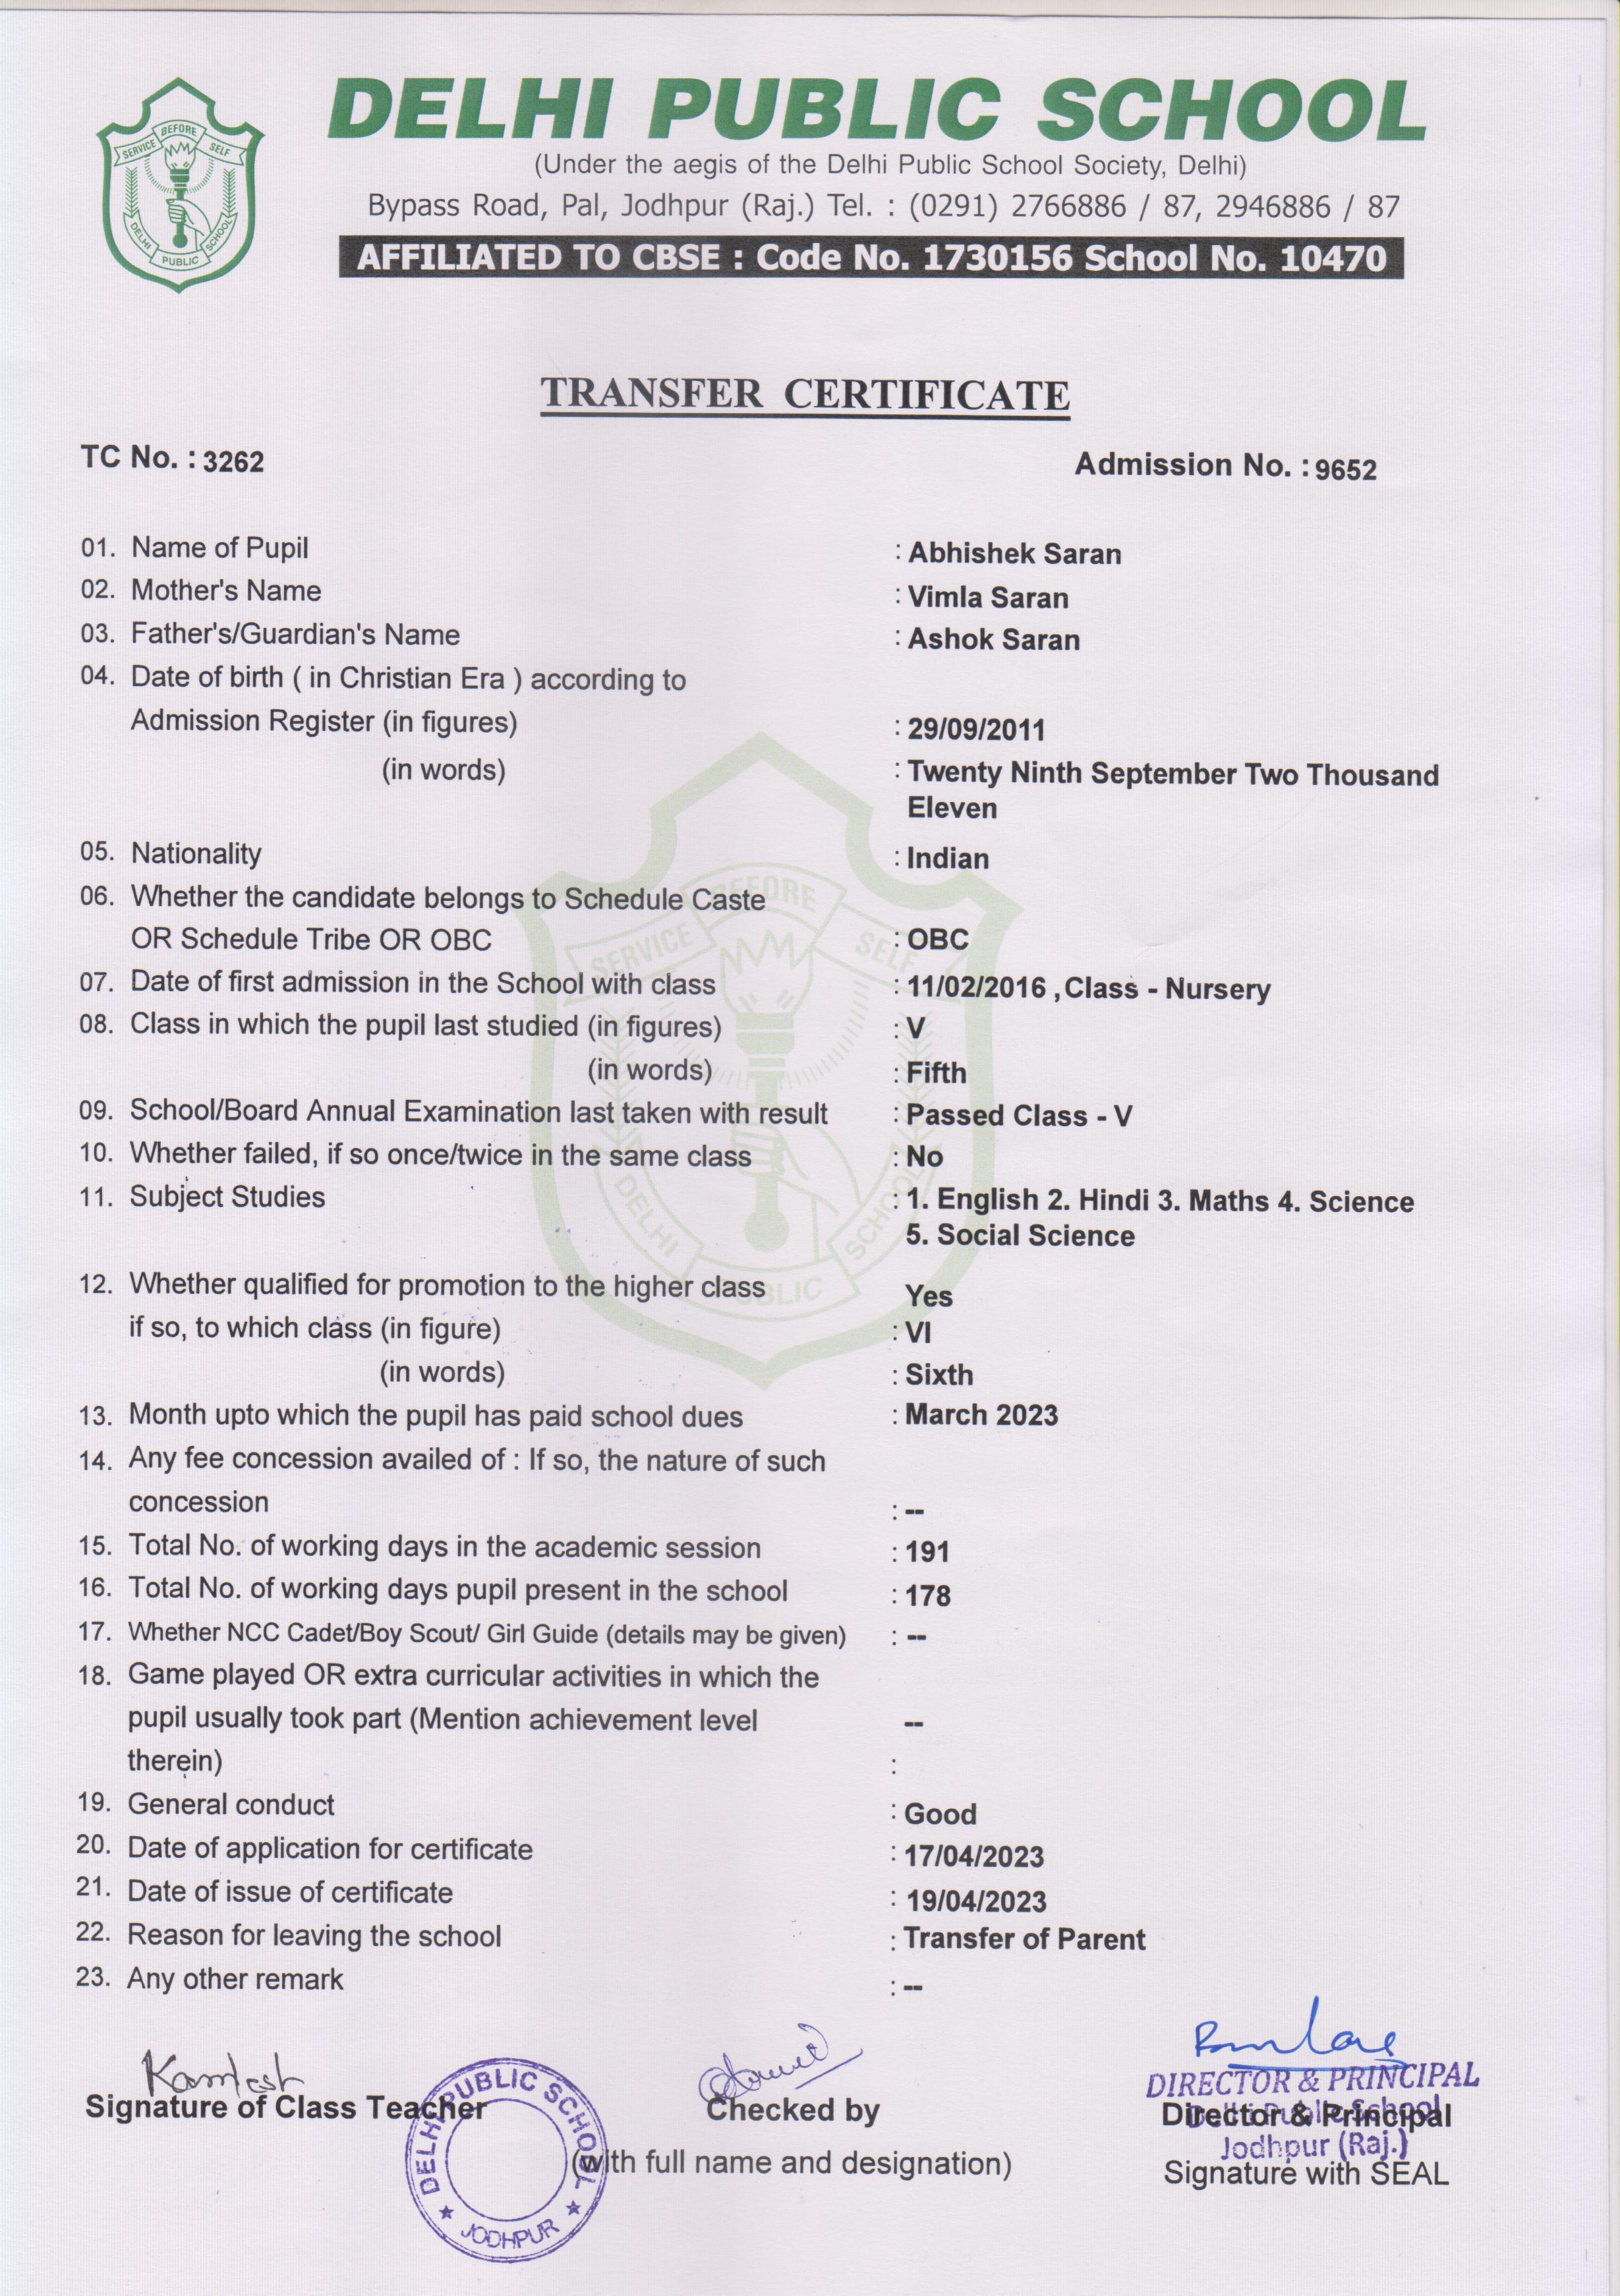 SERVICE BEFORE SELF
DELHI PUBLIC SCHOOL
DELHI PUBLIC SCHOOL
(Under the aegis of the Delhi Public School Society, Delhi)
Bypass Road, Pal, Jodhpur (Raj.) Tel. : (0291) 2766886 / 87, 2946886 / 87
AFFILIATED TO CBSE : Code No. 1730156 School No. 10470
TRANSFER CERTIFICATE
TC No. : 3262 Admission No. : 9652
01. Name of Pupil : Abhishek Saran
02. Mother's Name : Vimla Saran
03. Father's/Guardian's Name : Ashok Saran
04. Date of birth ( in Christian Era ) according to
Admission Register (in figures) : 29/09/2011
(in words) : Twenty Ninth September Two Thousand
Eleven
05. Nationality : Indian
06. Whether the candidate belongs to Schedule Caste
OR Schedule Tribe OR OBC : OBC
07. Date of first admission in the School with class : 11/02/2016 , Class - Nursery
08. Class in which the pupil last studied (in figures) : V
(in words) : Fifth
09. School/Board Annual Examination last taken with result : Passed Class - V
10. Whether failed, if so once/twice in the same class : No
11. Subject Studies : 1. English 2. Hindi 3. Maths 4. Science
5. Social Science
12. Whether qualified for promotion to the higher class Yes
if so, to which class (in figure) : VI
(in words) : Sixth
13. Month upto which the pupil has paid school dues : March 2023
14. Any fee concession availed of : If so, the nature of such
concession : --
15. Total No. of working days in the academic session : 191
16. Total No. of working days pupil present in the school : 178
17. Whether NCC Cadet/Boy Scout/ Girl Guide (details may be given) : --
18. Game played OR extra curricular activities in which the
pupil usually took part (Mention achievement level --
therein) :
19. General conduct : Good
20. Date of application for certificate : 17/04/2023
21. Date of issue of certificate : 19/04/2023
22. Reason for leaving the school : Transfer of Parent
23. Any other remark : --
Kamlesh
DIRECTOR & PRINCIPAL
Delhi Public School
Jodhpur (Raj.)
Signature of Class Teacher Checked by Director & Principal
(with full name and designation) Signature with SEAL
DELHI PUBLIC SCHOOL
★ JODHPUR ★